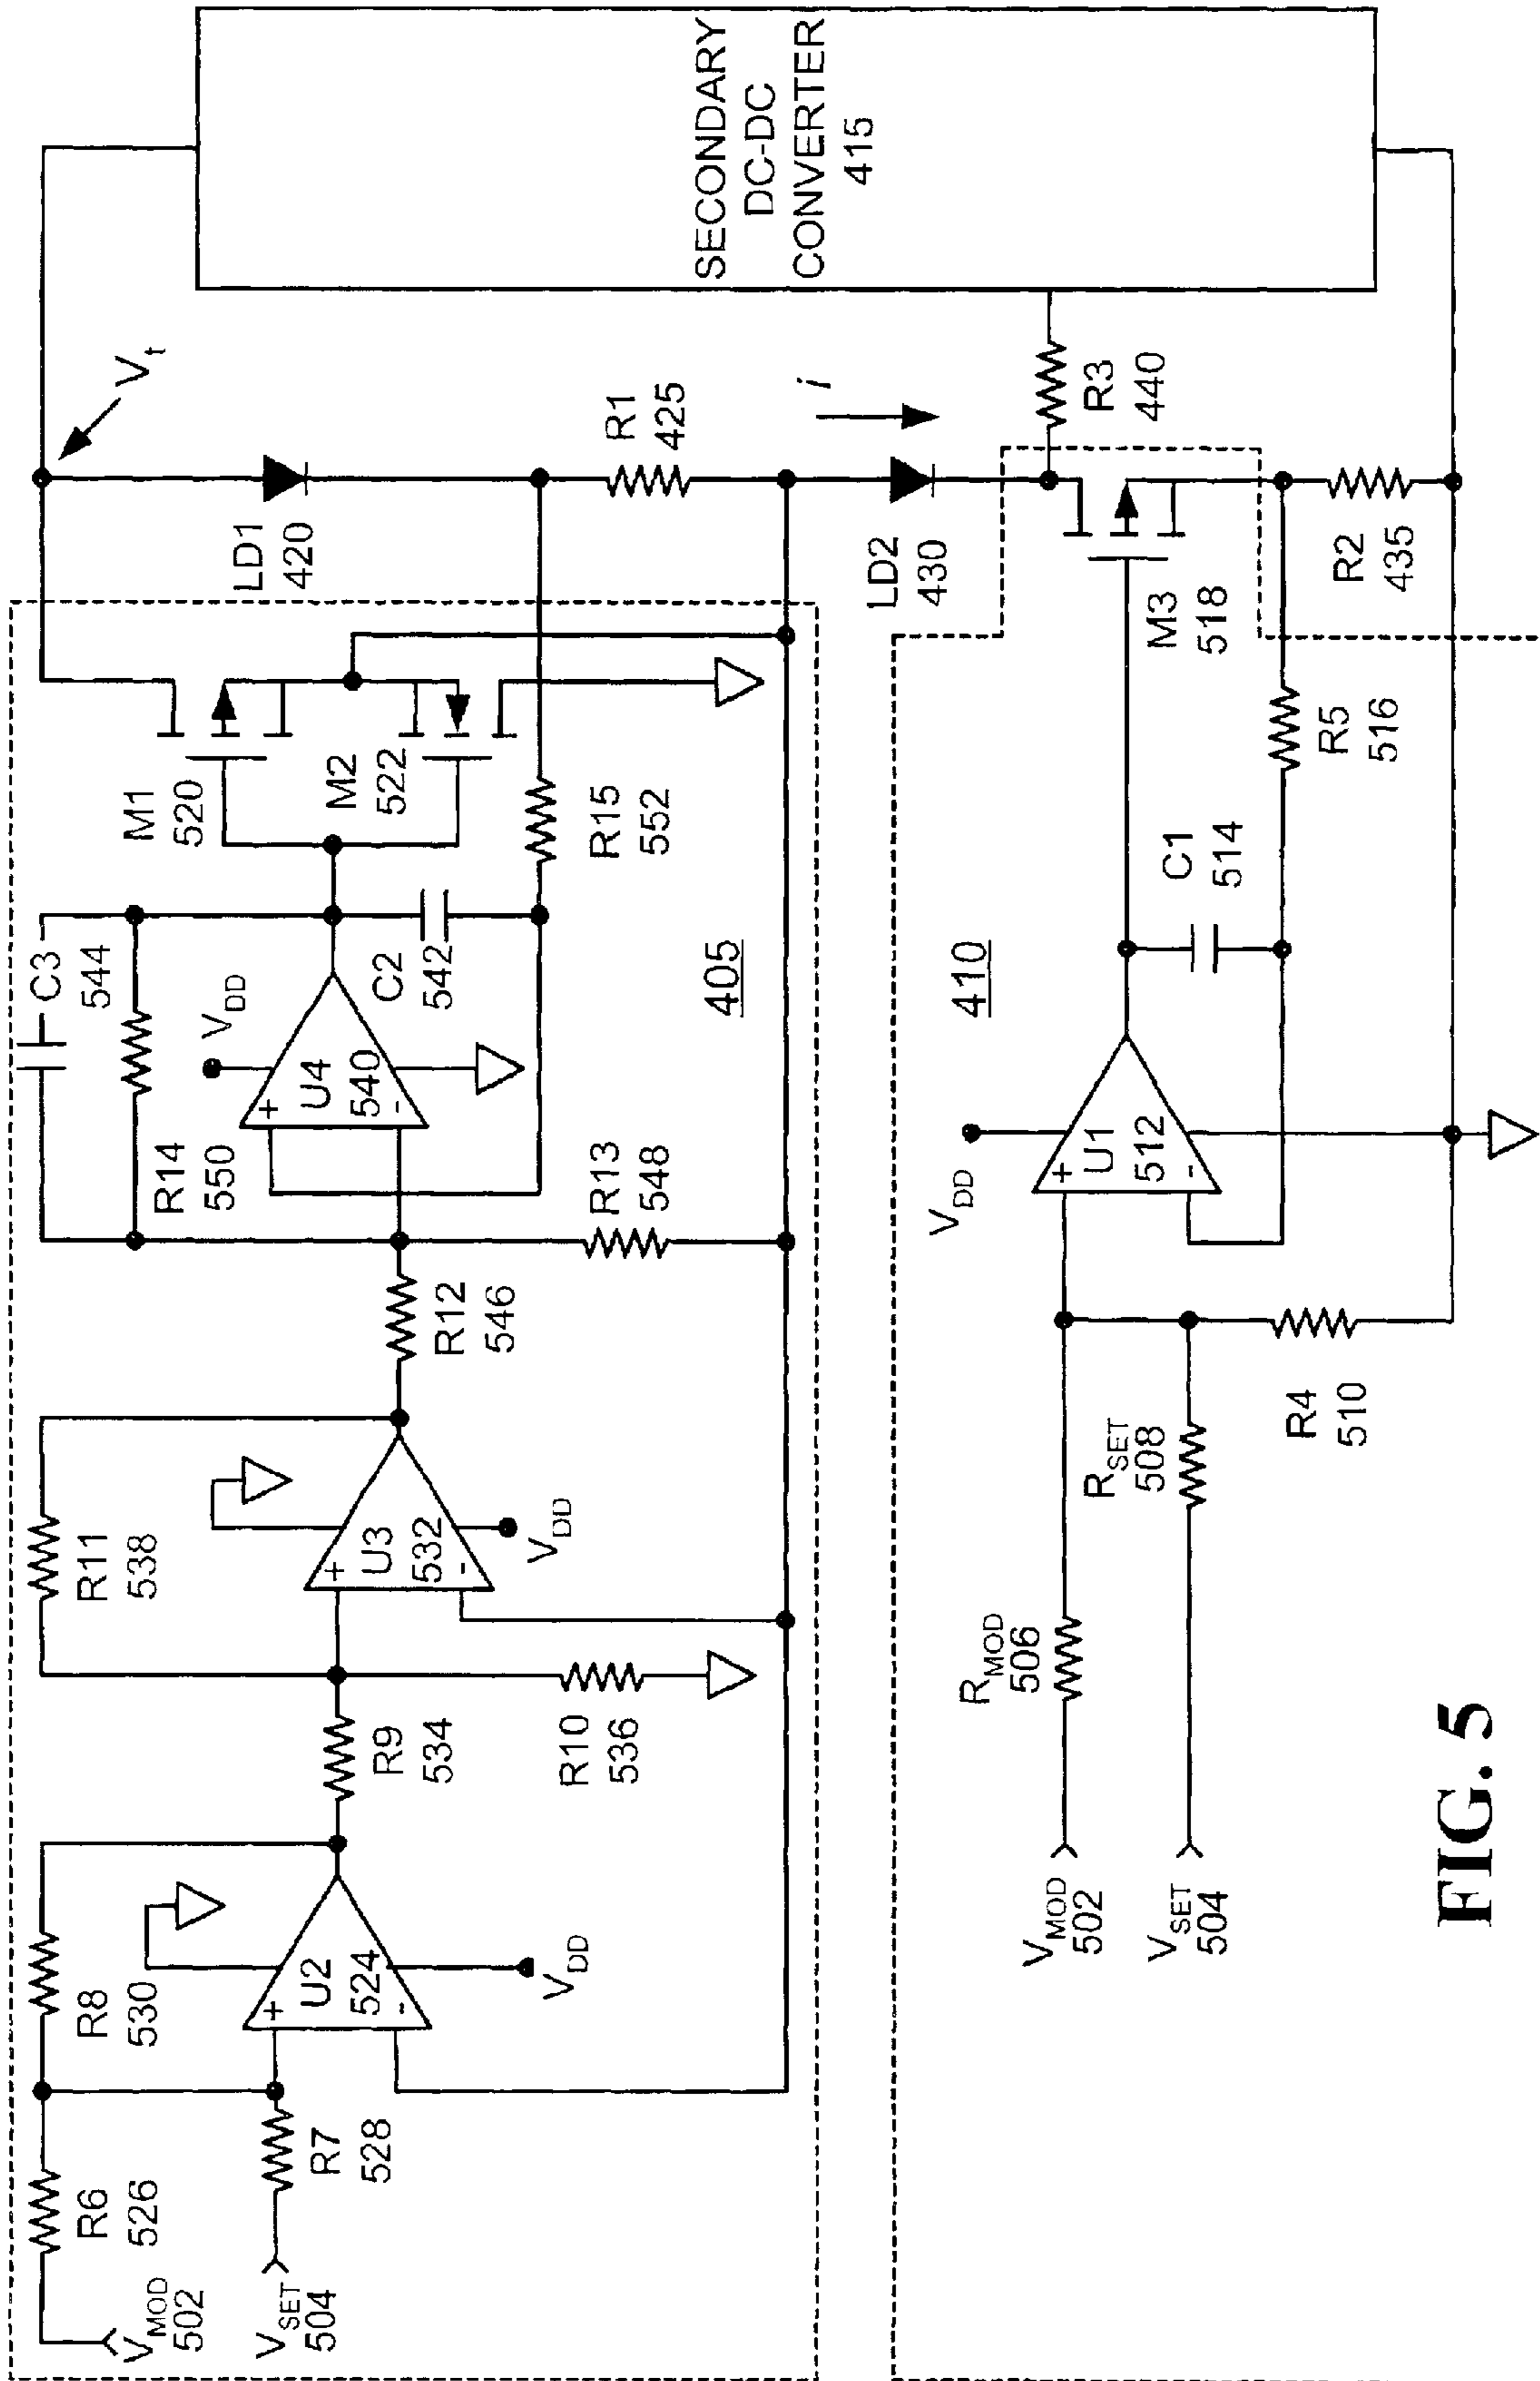 V_t
SECONDARY
DC-DC
CONVERTER
415
LD1
420
R1
425
i
LD2
430
R3
440
R2
435
M3
518
R5
516
C1
514
M1
520
M2
522
R15
552
C3
544
C2
542
V_DD
+
U4
540
-
405
R14
550
R13
548
R12
546
R11
538
+
U3
532
-
V_DD
R9
534
R10
536
R8
530
+
U2
524
-
V_DD
R6
526
R7
528
V_MOD
502
V_SET
504
410
V_DD
+
U1
512
-
R4
510
R_SET
508
R_MOD
506
V_MOD
502
V_SET
504
FIG. 5